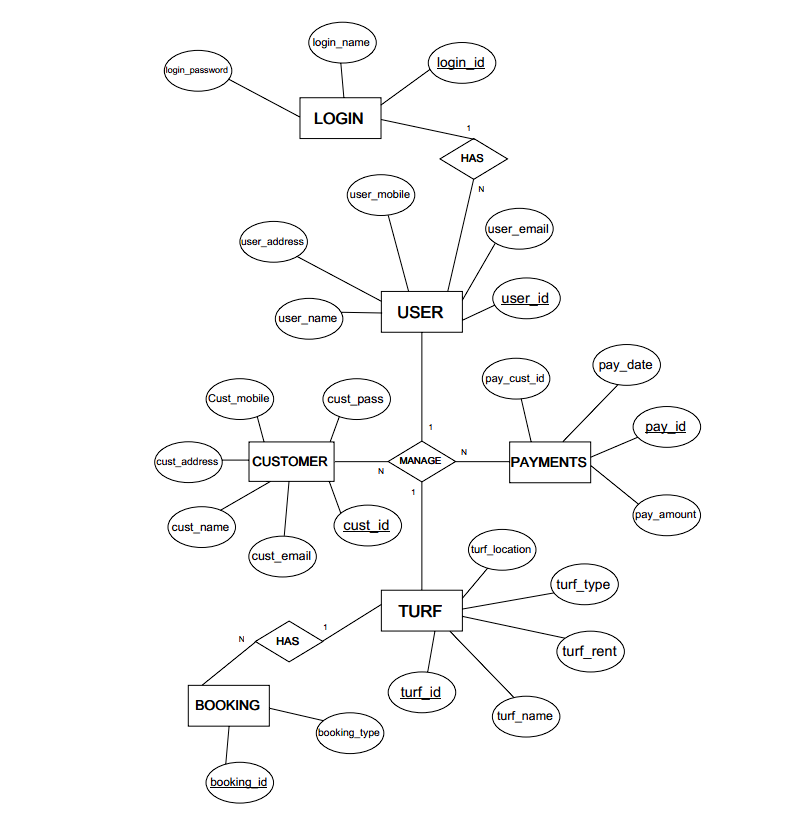 login_name
login_password
login_id
LOGIN
1
HAS
N
user_mobile
user_address
user_email
user_name
USER
user_id
pay_cust_id
pay_date
Cust_mobile
cust_pass
pay_id
1
cust_address
CUSTOMER
N
MANAGE
N
PAYMENTS
1
pay_amount
cust_name
cust_id
cust_email
turf_location
turf_type
TURF
1
N
HAS
turf_rent
turf_id
turf_name
BOOKING
booking_type
booking_id